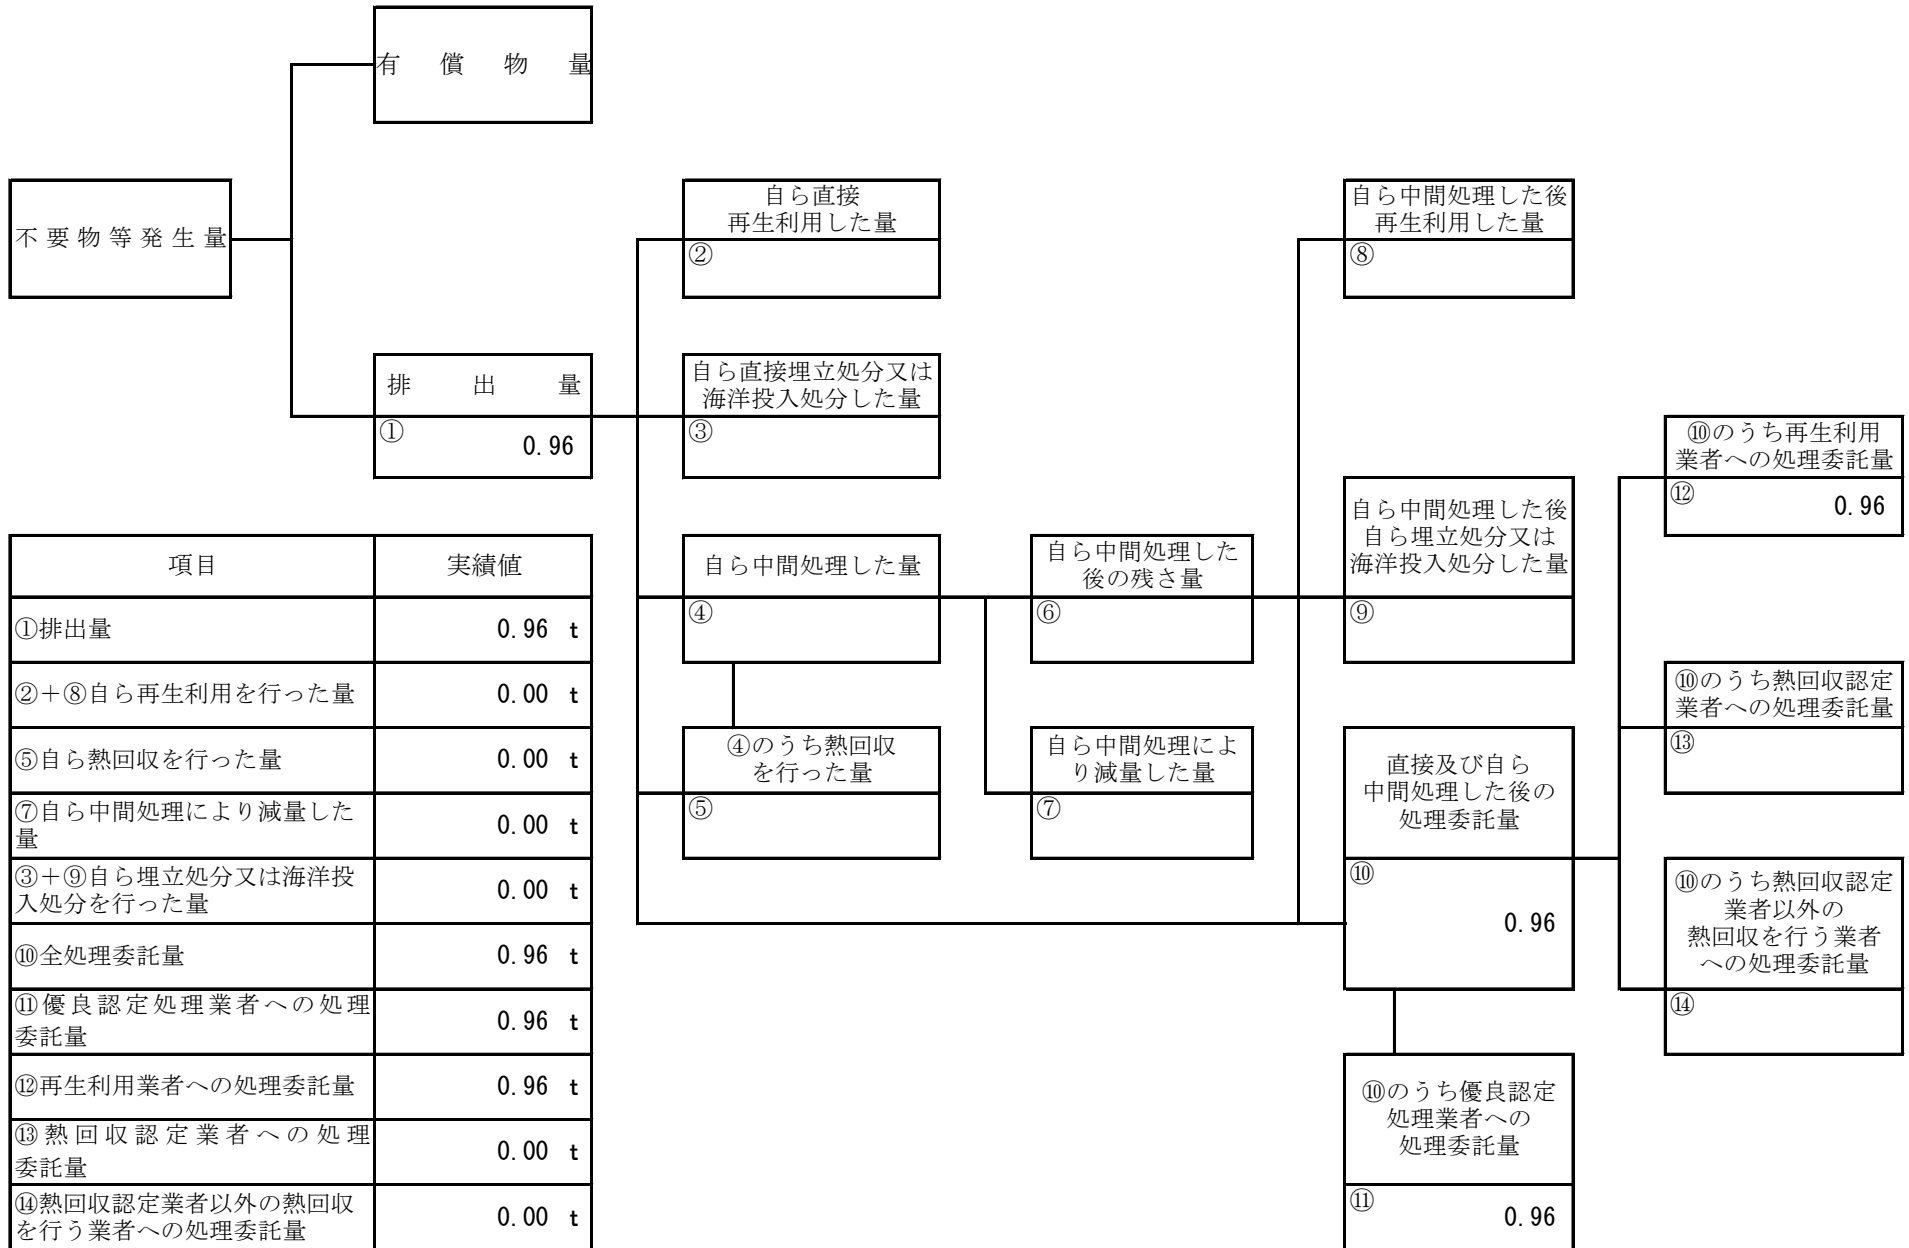 有償物量
不要物等発生量
排出量
①
0.96
自ら直接
再生利用した量
②
自ら直接埋立処分又は
海洋投入処分した量
③
自ら中間処理した量
④
④のうち熱回収
を行った量
⑤
自ら中間処理した
後の残さ量
⑥
自ら中間処理によ
り減量した量
⑦
自ら中間処理した後
再生利用した量
⑧
自ら中間処理した後
自ら埋立処分又は
海洋投入処分した量
⑨
直接及び自ら
中間処理した後の
処理委託量
⑩
0.96
⑩のうち優良認定
処理業者への
処理委託量
⑪
0.96
⑩のうち再生利用
業者への処理委託量
⑫
0.96
⑩のうち熱回収認定
業者への処理委託量
⑬
⑩のうち熱回収認定
業者以外の
熱回収を行う業者
への処理委託量
⑭
項目 実績値
①排出量 0.96 t
②＋⑧自ら再生利用を行った量 0.00 t
⑤自ら熱回収を行った量 0.00 t
⑦自ら中間処理により減量した
量 0.00 t
③＋⑨自ら埋立処分又は海洋投
入処分を行った量 0.00 t
⑩全処理委託量 0.96 t
⑪優良認定処理業者への処理
委託量 0.96 t
⑫再生利用業者への処理委託量 0.96 t
⑬熱回収認定業者への処理
委託量 0.00 t
⑭熱回収認定業者以外の熱回収
を行う業者への処理委託量 0.00 t